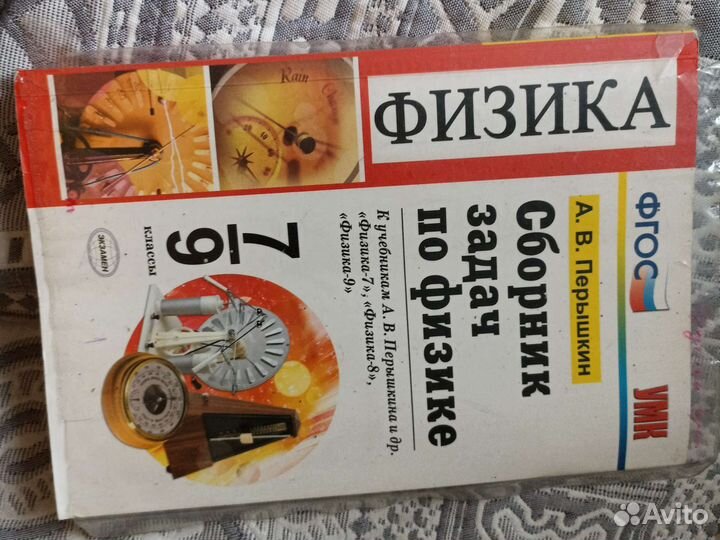 ФИЗИКА
Rain
ФГОС
А. В. Перышкин
УМК
Сборник
задач
по физике
К учебникам А. В. Перышкина и др.
«Физика-7», «Физика-8»,
«Физика-9»
7
9
классы
ЭКЗАМЕН
Avito